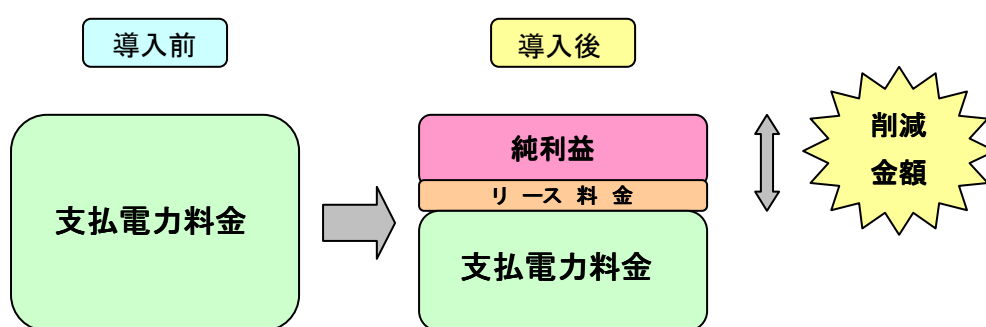 導入前
導入後
支払電力料金
純利益
リース 料 金
支払電力料金
削減
金額